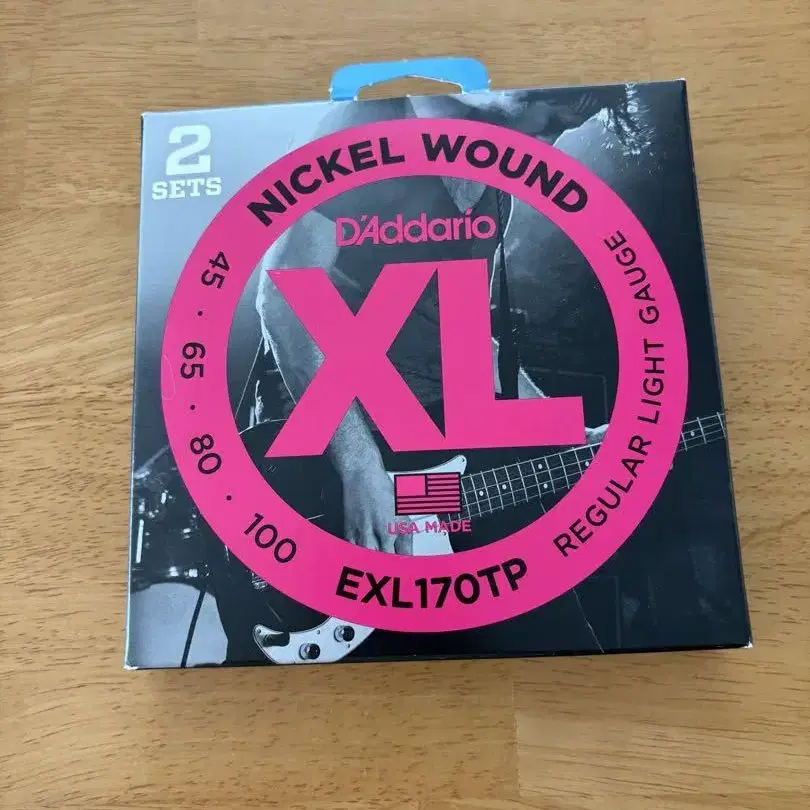 2
SETS
NICKEL WOUND
D'Addario
XL
45 · 65 · 80 · 100
REGULAR LIGHT GAUGE
USA MADE
EXL170TP